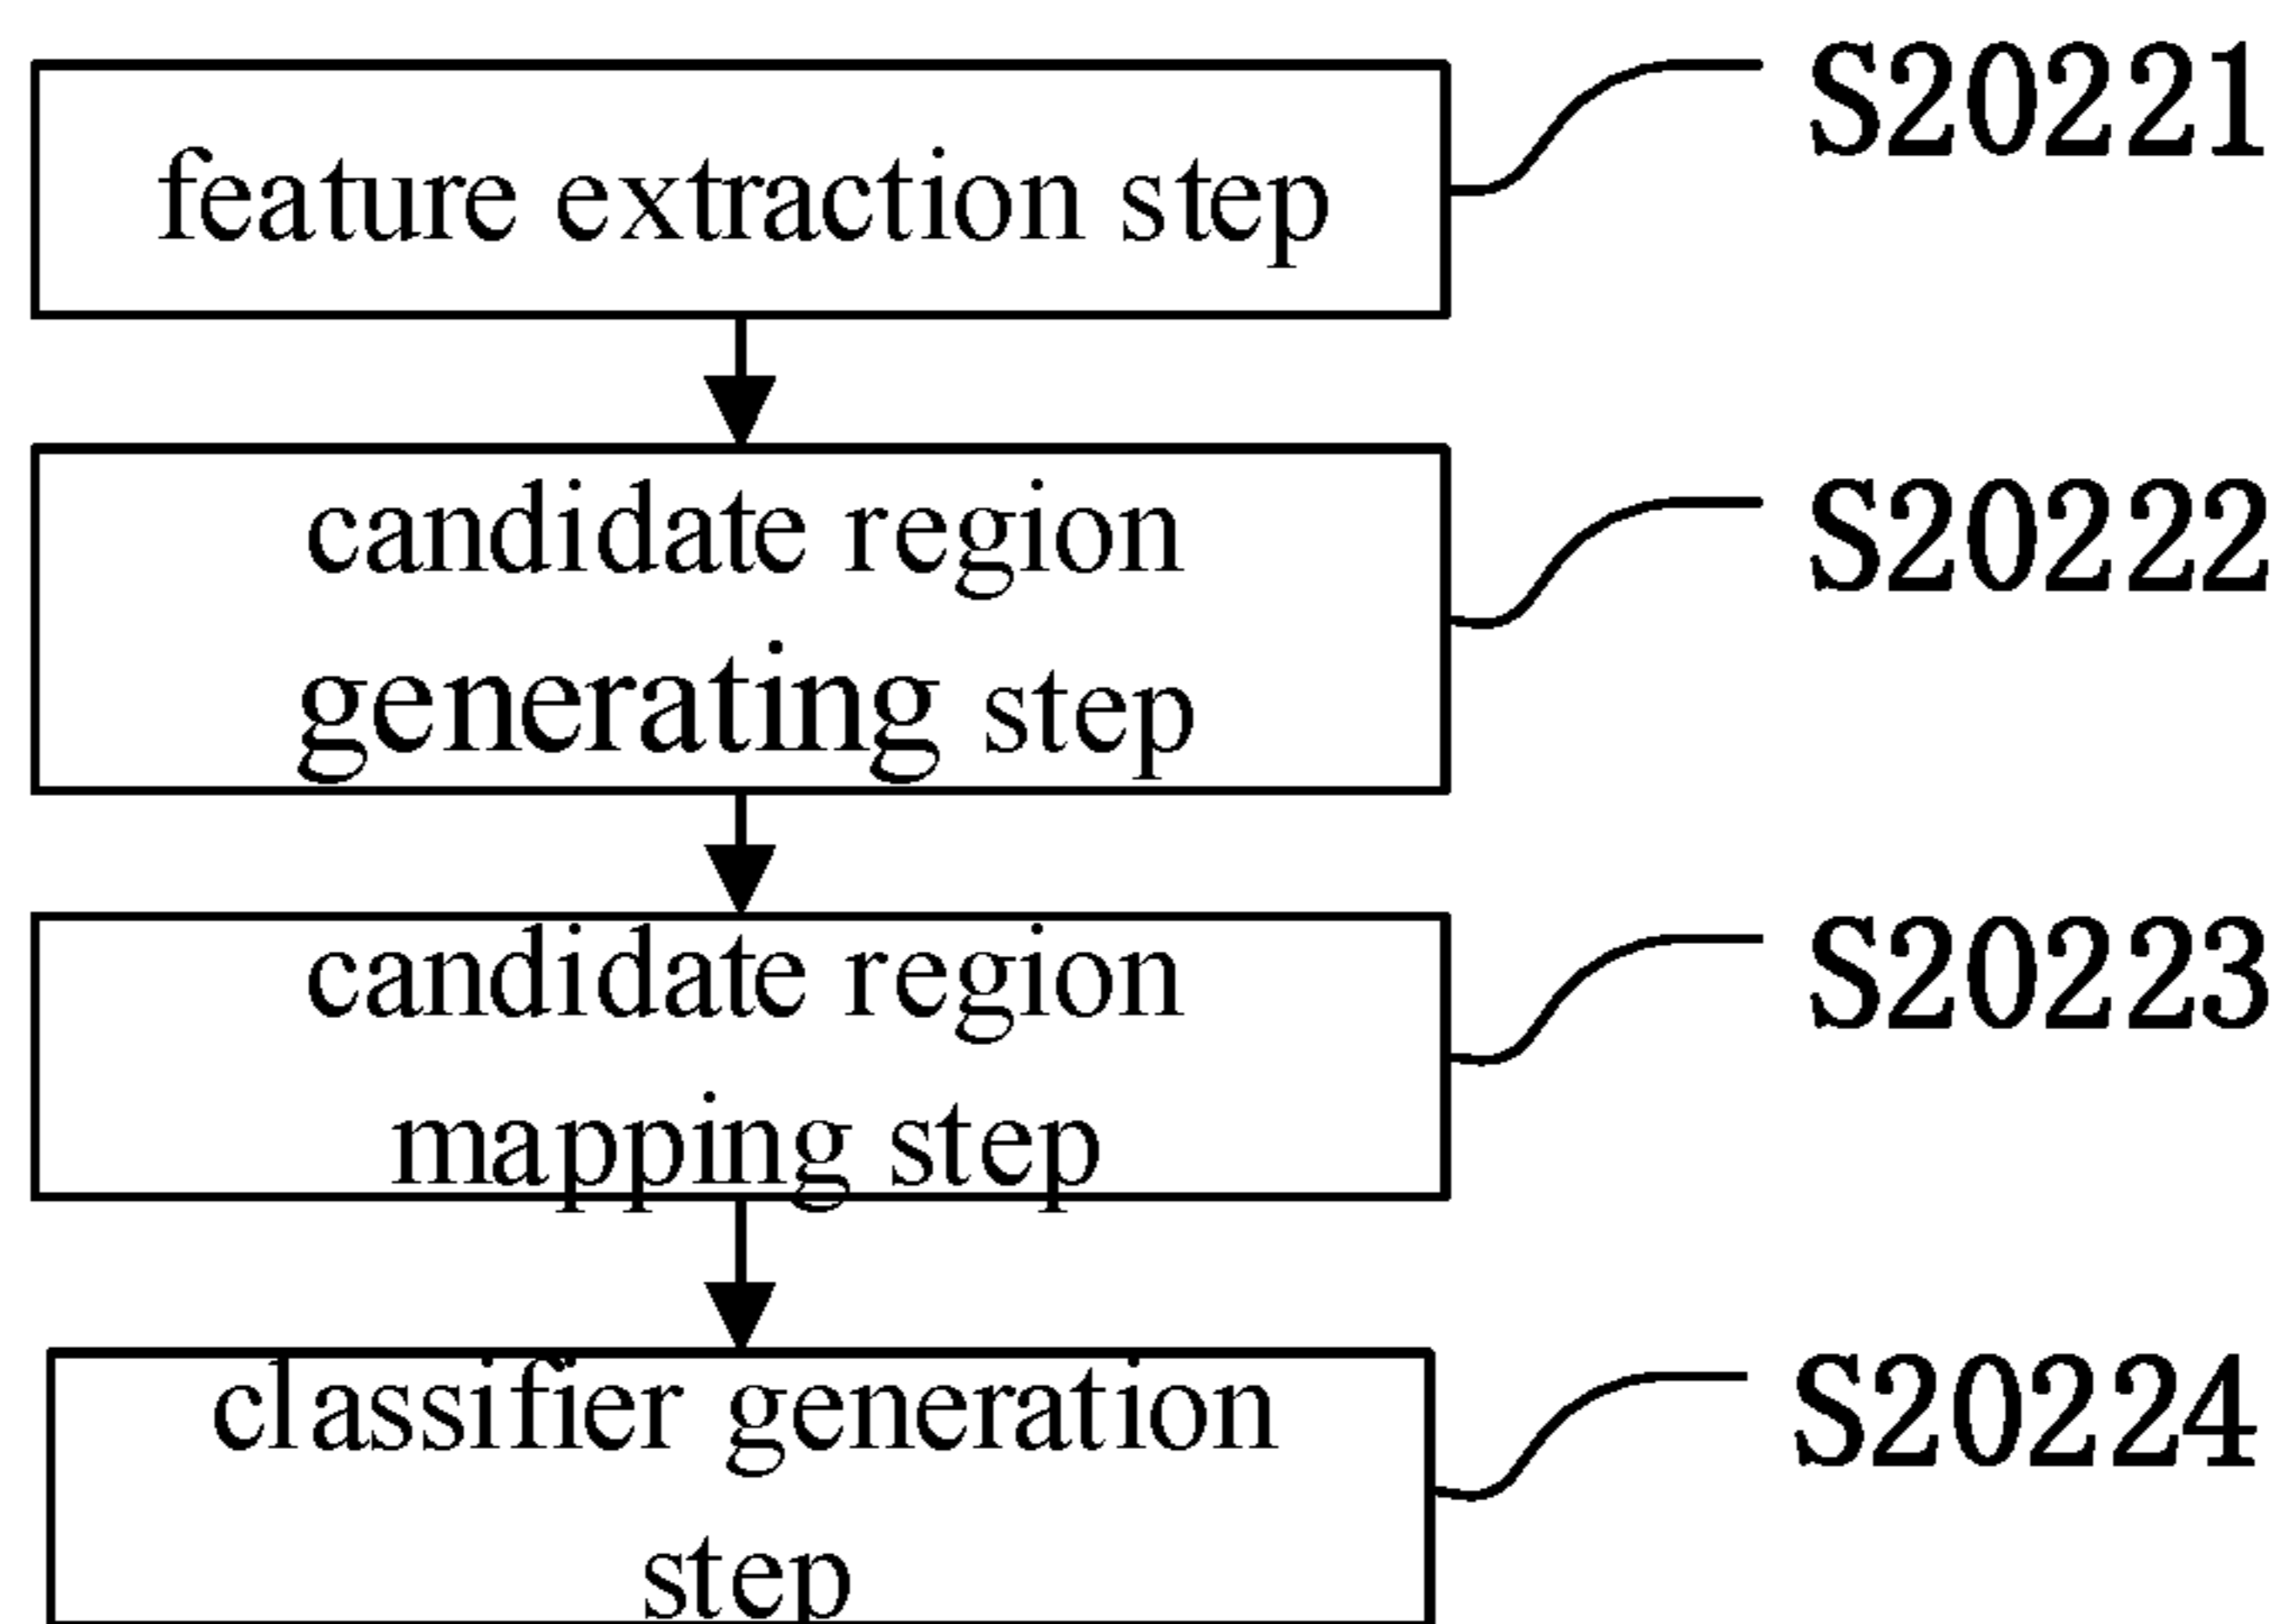 feature extraction step
S20221
candidate region
generating step
S20222
candidate region
mapping step
S20223
classifier generation
step
S20224